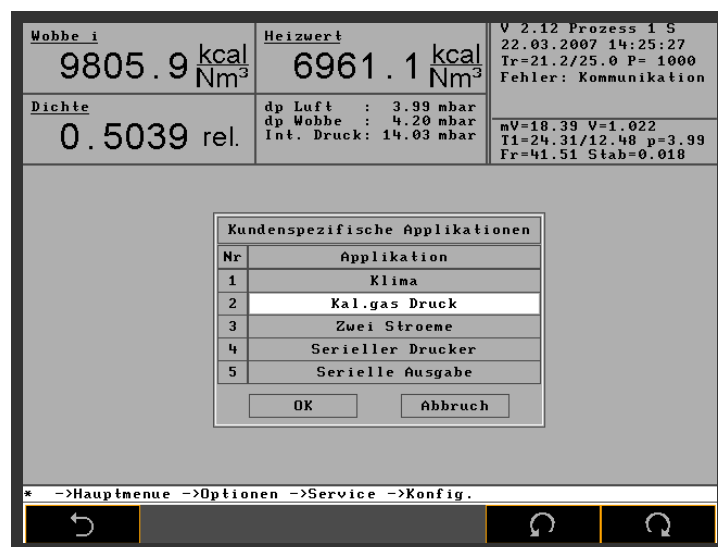 Wobbe i
9805.9 kcal
Nm³
Heizwert
6961.1 kcal
Nm³
V 2.12 Prozess 1 S
22.03.2007 14:25:27
Tr=21.2/25.0 P= 1000
Fehler: Kommunikation
Dichte
0.5039 rel.
dp Luft : 3.99 mbar
dp Wobbe : 4.20 mbar
Int. Druck: 14.03 mbar
mV=18.39 V=1.022
T1=24.31/12.48 p=3.99
Fr=41.51 Stab=0.018
Kundenspezifische Applikationen
Nr Applikation
1 Klima
2 Kal.gas Druck
3 Zwei Stroeme
4 Serieller Drucker
5 Serielle Ausgabe
OK Abbruch
* ->Hauptmenue ->Optionen ->Service ->Konfig.